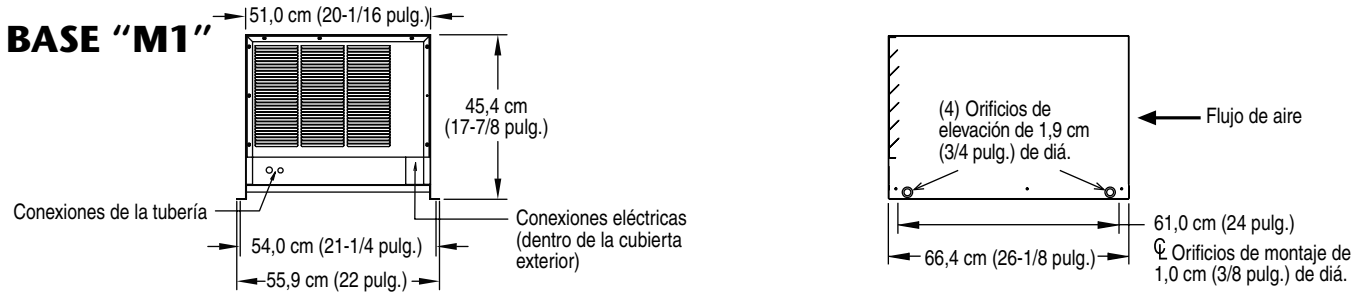 BASE “M1”
51,0 cm (20-1/16 pulg.)
45,4 cm
(17-7/8 pulg.)
Conexiones de la tubería
Conexiones eléctricas
(dentro de la cubierta
exterior)
54,0 cm (21-1/4 pulg.)
55,9 cm (22 pulg.)
(4) Orificios de
elevación de 1,9 cm
(3/4 pulg.) de diá.
Flujo de aire
61,0 cm (24 pulg.)
℄ Orificios de montaje de
1,0 cm (3/8 pulg.) de diá.
66,4 cm (26-1/8 pulg.)